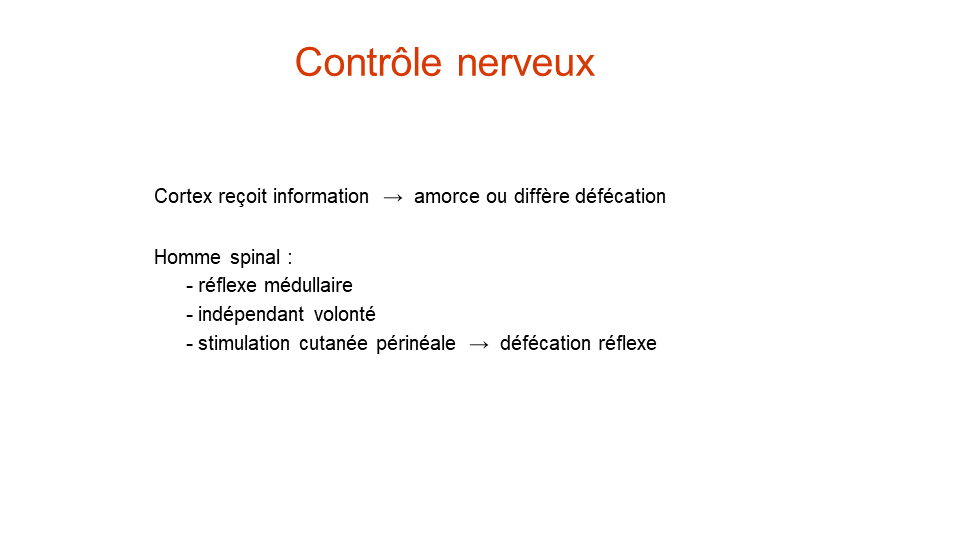 Contrôle nerveux
Cortex reçoit information → amorce ou diffère défécation
Homme spinal :
- réflexe médullaire
- indépendant volonté
- stimulation cutanée périnéale → défécation réflexe